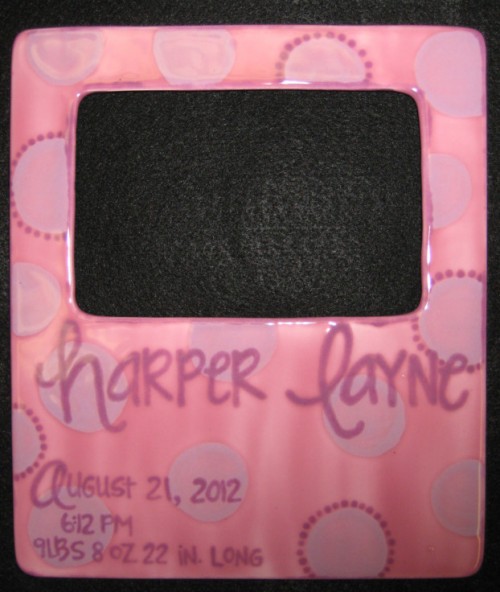 harper Layne
August 21, 2012
6:12 PM
9LBS 8 OZ 22 iN. LONG